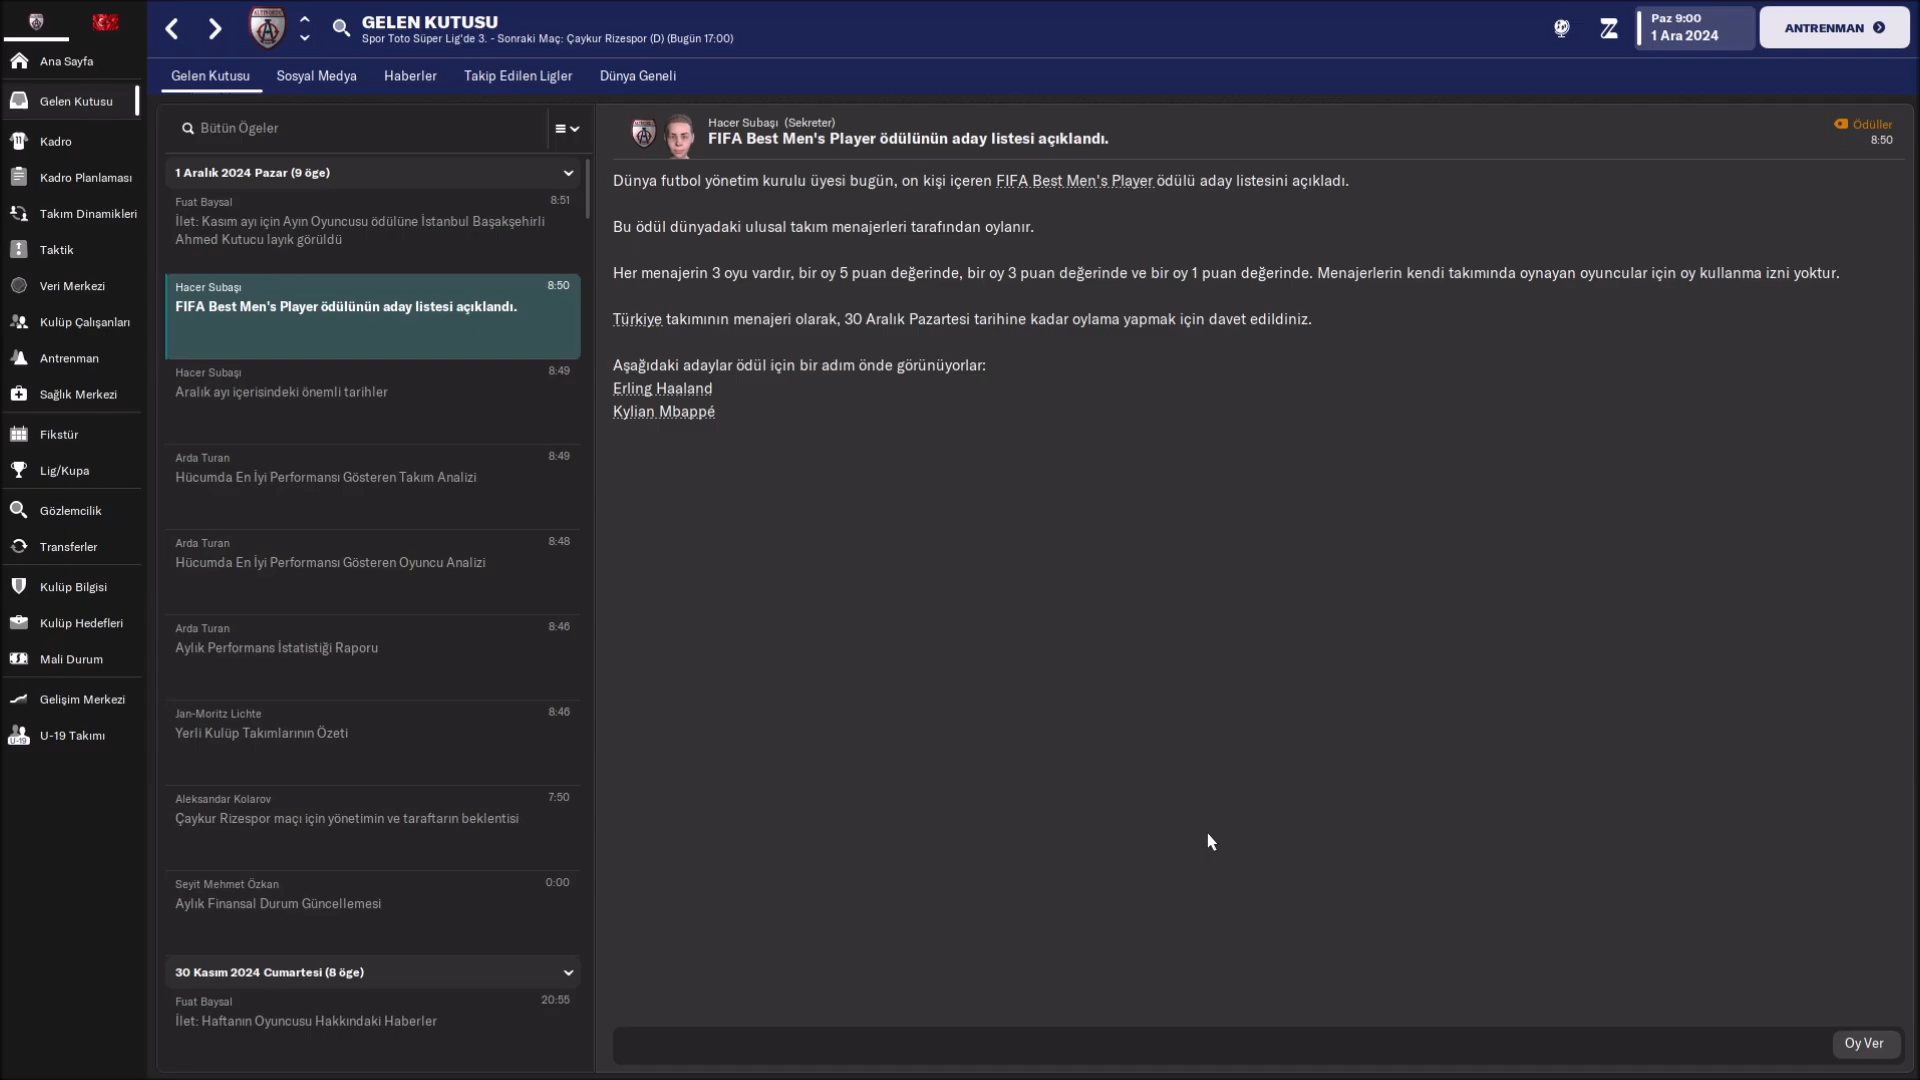 GELEN KUTUSU
Spor Toto Süper Lig'de 3. - Sonraki Maç: Çaykur Rizespor (D) (Bugün 17:00)
Paz 9:00
1 Ara 2024
ANTRENMAN
Gelen Kutusu
Sosyal Medya
Haberler
Takip Edilen Ligler
Dünya Geneli
Ana Sayfa
Gelen Kutusu
Kadro
Kadro Planlaması
Takım Dinamikleri
Taktik
Veri Merkezi
Kulüp Çalışanları
Antrenman
Sağlık Merkezi
Fikstür
Lig/Kupa
Gözlemcilik
Transferler
Kulüp Bilgisi
Kulüp Hedefleri
Mali Durum
Gelişim Merkezi
U-19 Takımı
Bütün Ögeler
1 Aralık 2024 Pazar (9 öge)
Fuat Baysal 8:51
İlet: Kasım ayı için Ayın Oyuncusu ödülüne İstanbul Başakşehirli
Ahmed Kutucu layık görüldü
Hacer Subaşı 8:50
FIFA Best Men's Player ödülünün aday listesi açıklandı.
Hacer Subaşı 8:49
Aralık ayı içerisindeki önemli tarihler
Arda Turan 8:49
Hücumda En İyi Performansı Gösteren Takım Analizi
Arda Turan 8:48
Hücumda En İyi Performansı Gösteren Oyuncu Analizi
Arda Turan 8:46
Aylık Performans İstatistiği Raporu
Jan-Moritz Lichte 8:46
Yerli Kulüp Takımlarının Özeti
Aleksandar Kolarov 7:50
Çaykur Rizespor maçı için yönetimin ve taraftarın beklentisi
Seyit Mehmet Özkan 0:00
Aylık Finansal Durum Güncellemesi
30 Kasım 2024 Cumartesi (8 öge)
Fuat Baysal 20:55
İlet: Haftanın Oyuncusu Hakkındaki Haberler
Hacer Subaşı (Sekreter)
FIFA Best Men's Player ödülünün aday listesi açıklandı.
Ödüller
8:50
Dünya futbol yönetim kurulu üyesi bugün, on kişi içeren FIFA Best Men's Player ödülü aday listesini açıkladı.
Bu ödül dünyadaki ulusal takım menajerleri tarafından oylanır.
Her menajerin 3 oyu vardır, bir oy 5 puan değerinde, bir oy 3 puan değerinde ve bir oy 1 puan değerinde. Menajerlerin kendi takımında oynayan oyuncular için oy kullanma izni yoktur.
Türkiye takımının menajeri olarak, 30 Aralık Pazartesi tarihine kadar oylama yapmak için davet edildiniz.
Aşağıdaki adaylar ödül için bir adım önde görünüyorlar:
Erling Haaland
Kylian Mbappé
Oy Ver